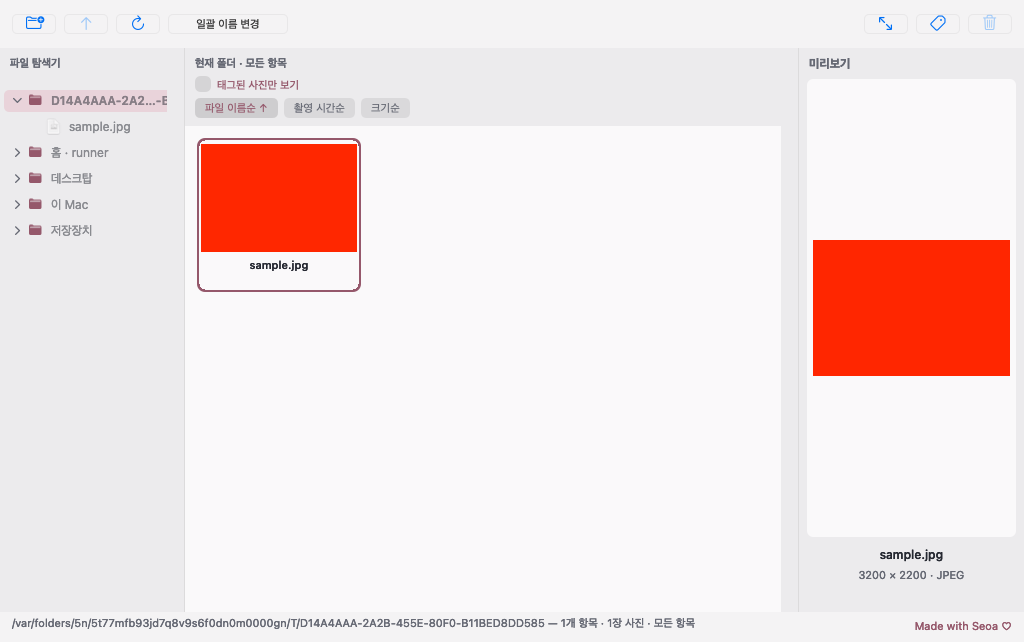 일괄 이름 변경
파일 탐색기
D14A4AAA-2A2...-E
sample.jpg
홈 · runner
데스크탑
이 Mac
저장장치
현재 폴더 · 모든 항목
태그된 사진만 보기
파일 이름순 ↑ 촬영 시간순 크기순
sample.jpg
미리보기
sample.jpg
3200 × 2200 · JPEG
/var/folders/5n/5t77mfb93jd7q8v9s6f0dn0m0000gn/T/D14A4AAA-2A2B-455E-80F0-B11BED8DD585 — 1개 항목 · 1장 사진 · 모든 항목
Made with Seoa ♡